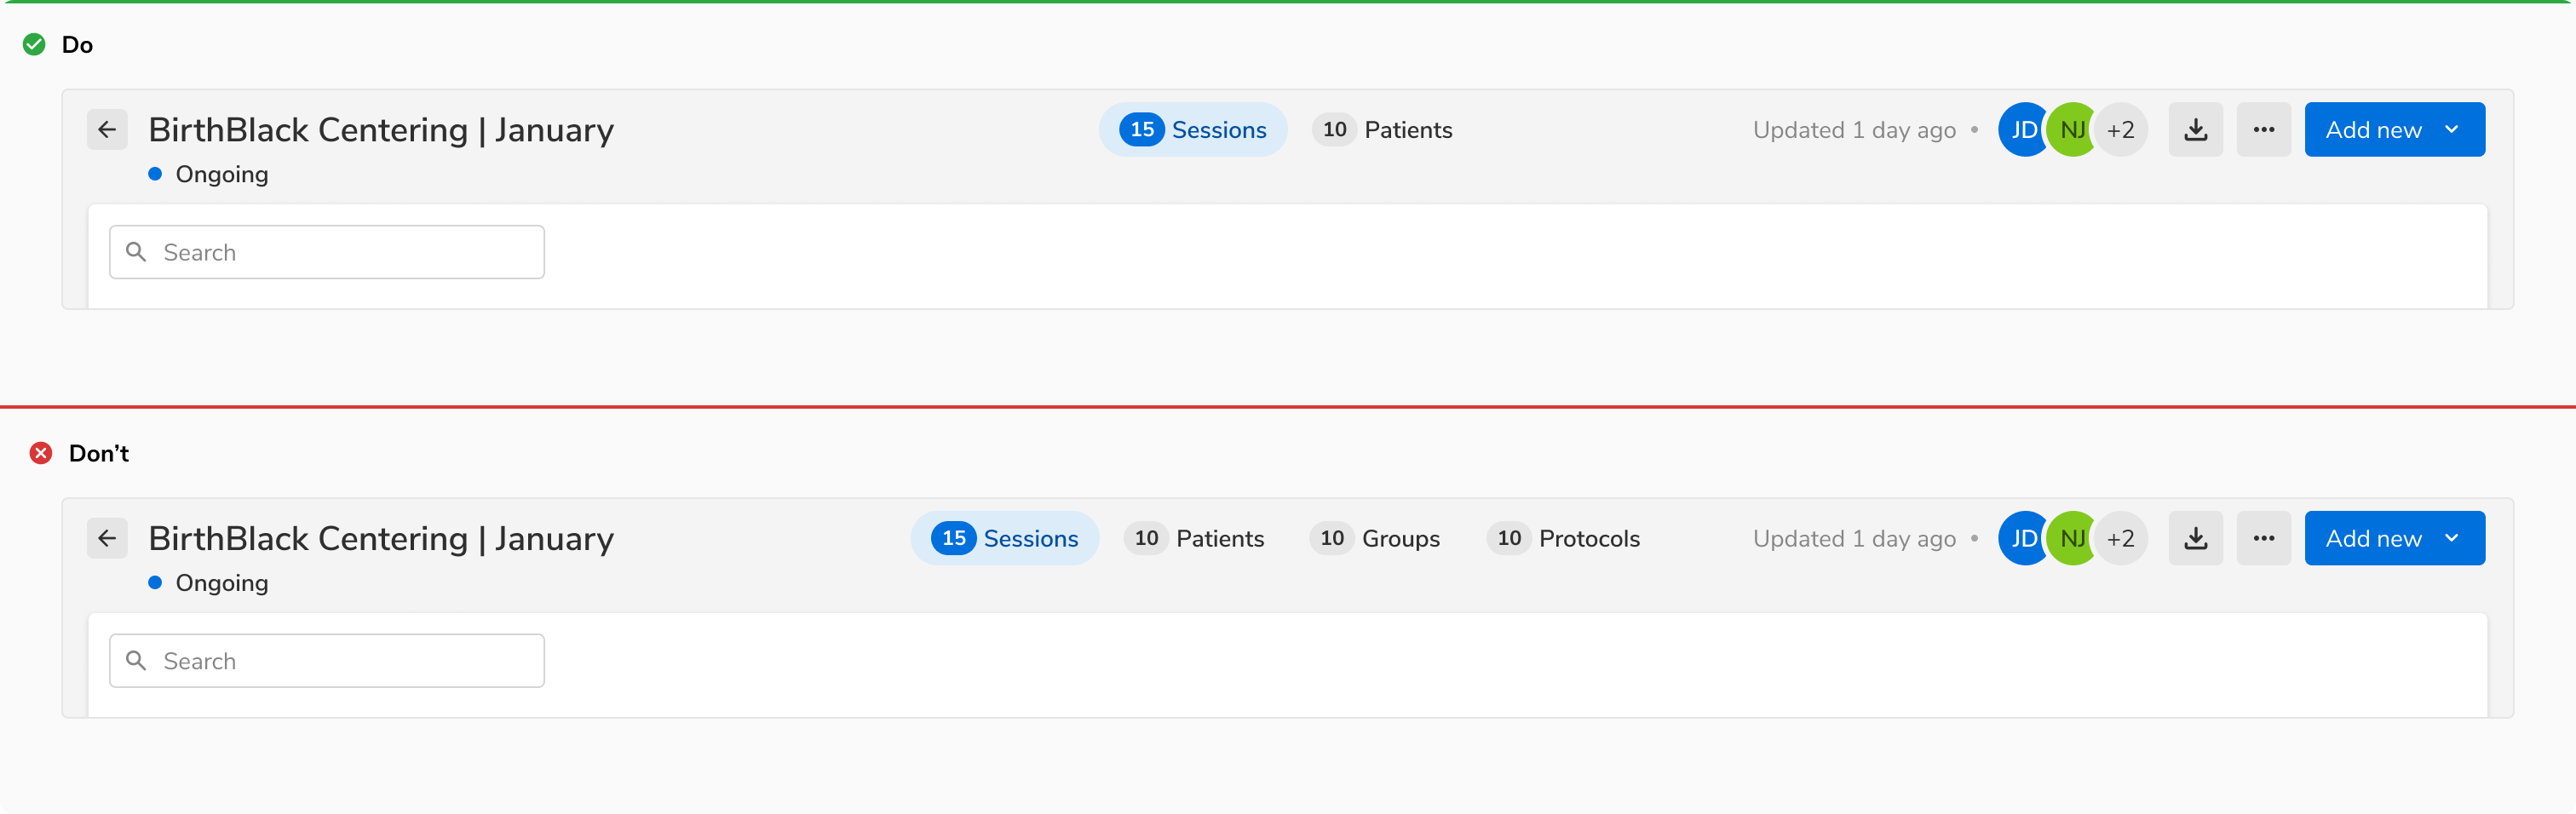 Do
BirthBlack Centering | January 15 Sessions 10 Patients Updated 1 day ago • JD NJ +2 Add new
Ongoing
Search
Don’t
BirthBlack Centering | January 15 Sessions 10 Patients 10 Groups 10 Protocols Updated 1 day ago • JD NJ +2 Add new
Ongoing
Search